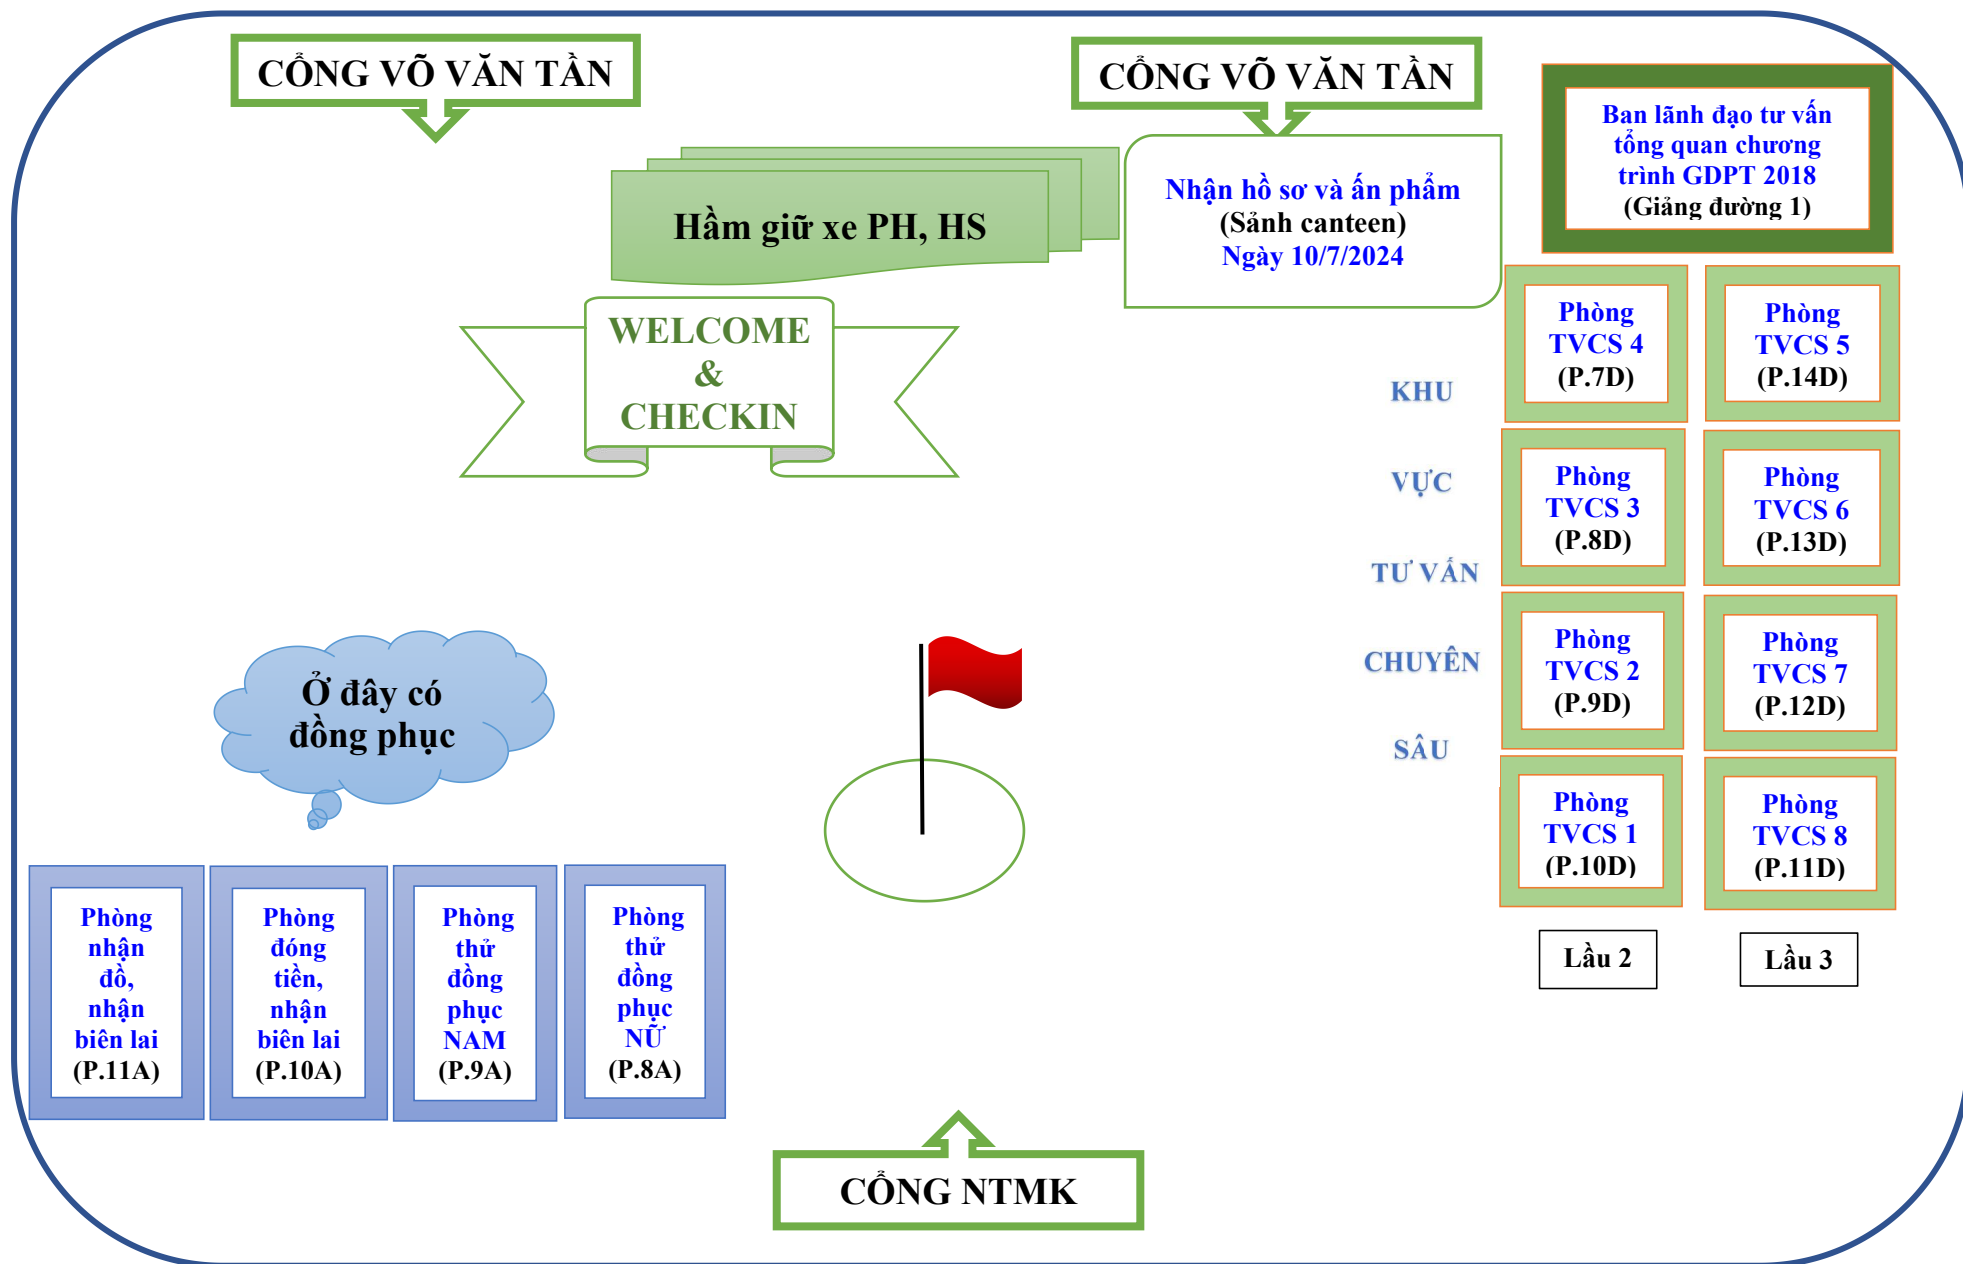 CỔNG VÕ VĂN TẦN
CỔNG VÕ VĂN TẦN
Ban lãnh đạo tư vấn
tổng quan chương
trình GDPT 2018
(Giảng đường 1)
Hầm giữ xe PH, HS
Nhận hồ sơ và ấn phẩm
(Sảnh canteen)
Ngày 10/7/2024
WELCOME
&
CHECKIN
KHU
VỰC
TƯ VẤN
CHUYÊN
SÂU
Phòng
TVCS 4
(P.7D)
Phòng
TVCS 5
(P.14D)
Phòng
TVCS 3
(P.8D)
Phòng
TVCS 6
(P.13D)
Phòng
TVCS 2
(P.9D)
Phòng
TVCS 7
(P.12D)
Phòng
TVCS 1
(P.10D)
Phòng
TVCS 8
(P.11D)
Lầu 2
Lầu 3
Ở đây có
đồng phục
Phòng
nhận
đồ,
nhận
biên lai
(P.11A)
Phòng
đóng
tiền,
nhận
biên lai
(P.10A)
Phòng
thử
đồng
phục
NAM
(P.9A)
Phòng
thử
đồng
phục
NỮ
(P.8A)
CỔNG NTMK